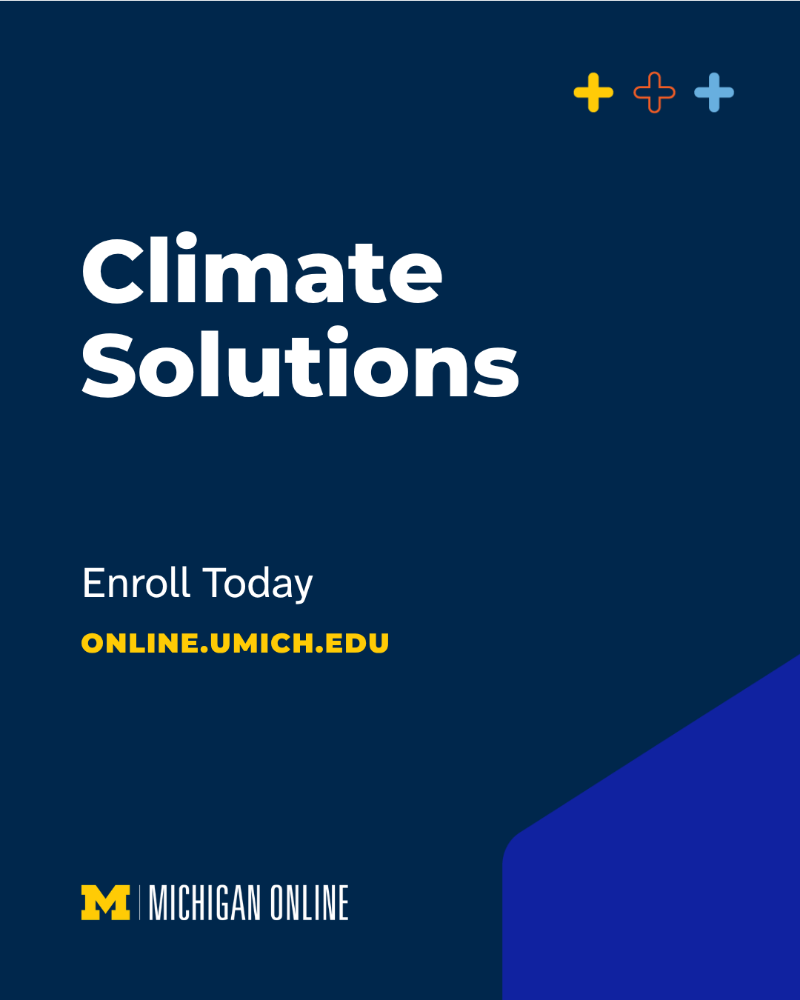 Climate
Solutions
Enroll Today
ONLINE.UMICH.EDU
M | MICHIGAN ONLINE